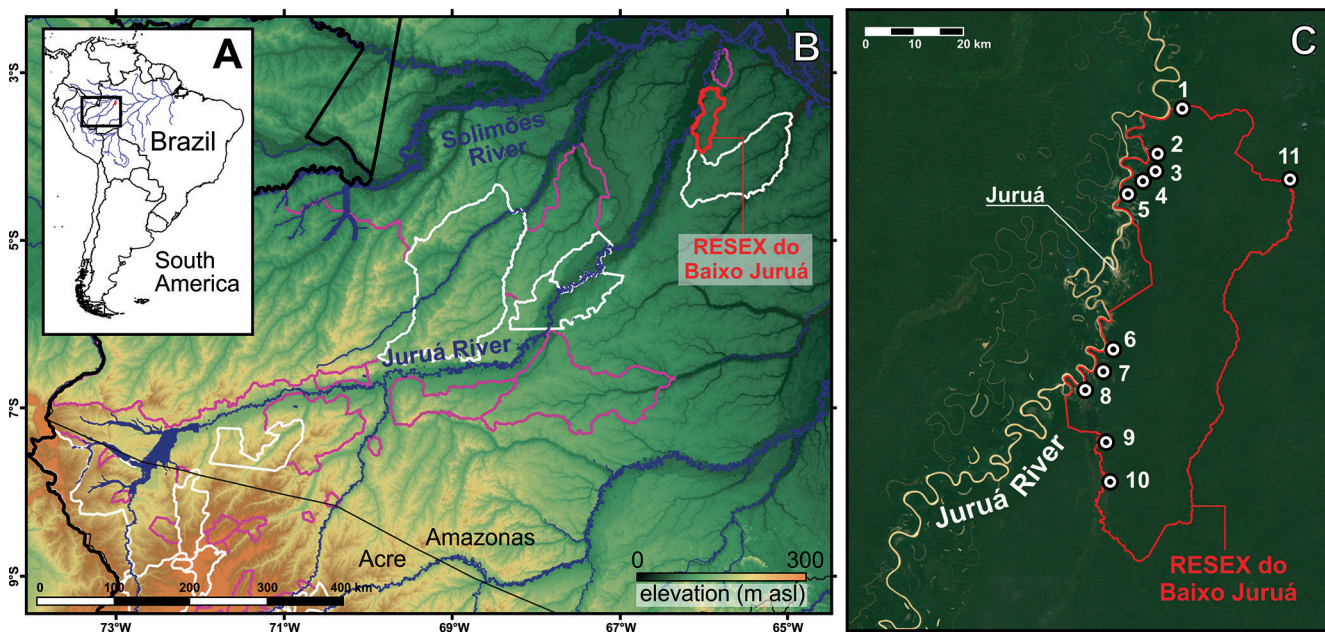 A
Brazil
South
America
B
3°S
5°S
7°S
9°S
Solimões
River
RESEX do
Baixo Juruá
Juruá River
Amazonas
Acre
0 100 200 300 400 km
0 300
elevation (m asl)
73°W 71°W 69°W 67°W 65°W
C
0 10 20 km
1
2
3
4
5
11
Juruá
6
7
8
9
10
Juruá River
RESEX do
Baixo Juruá